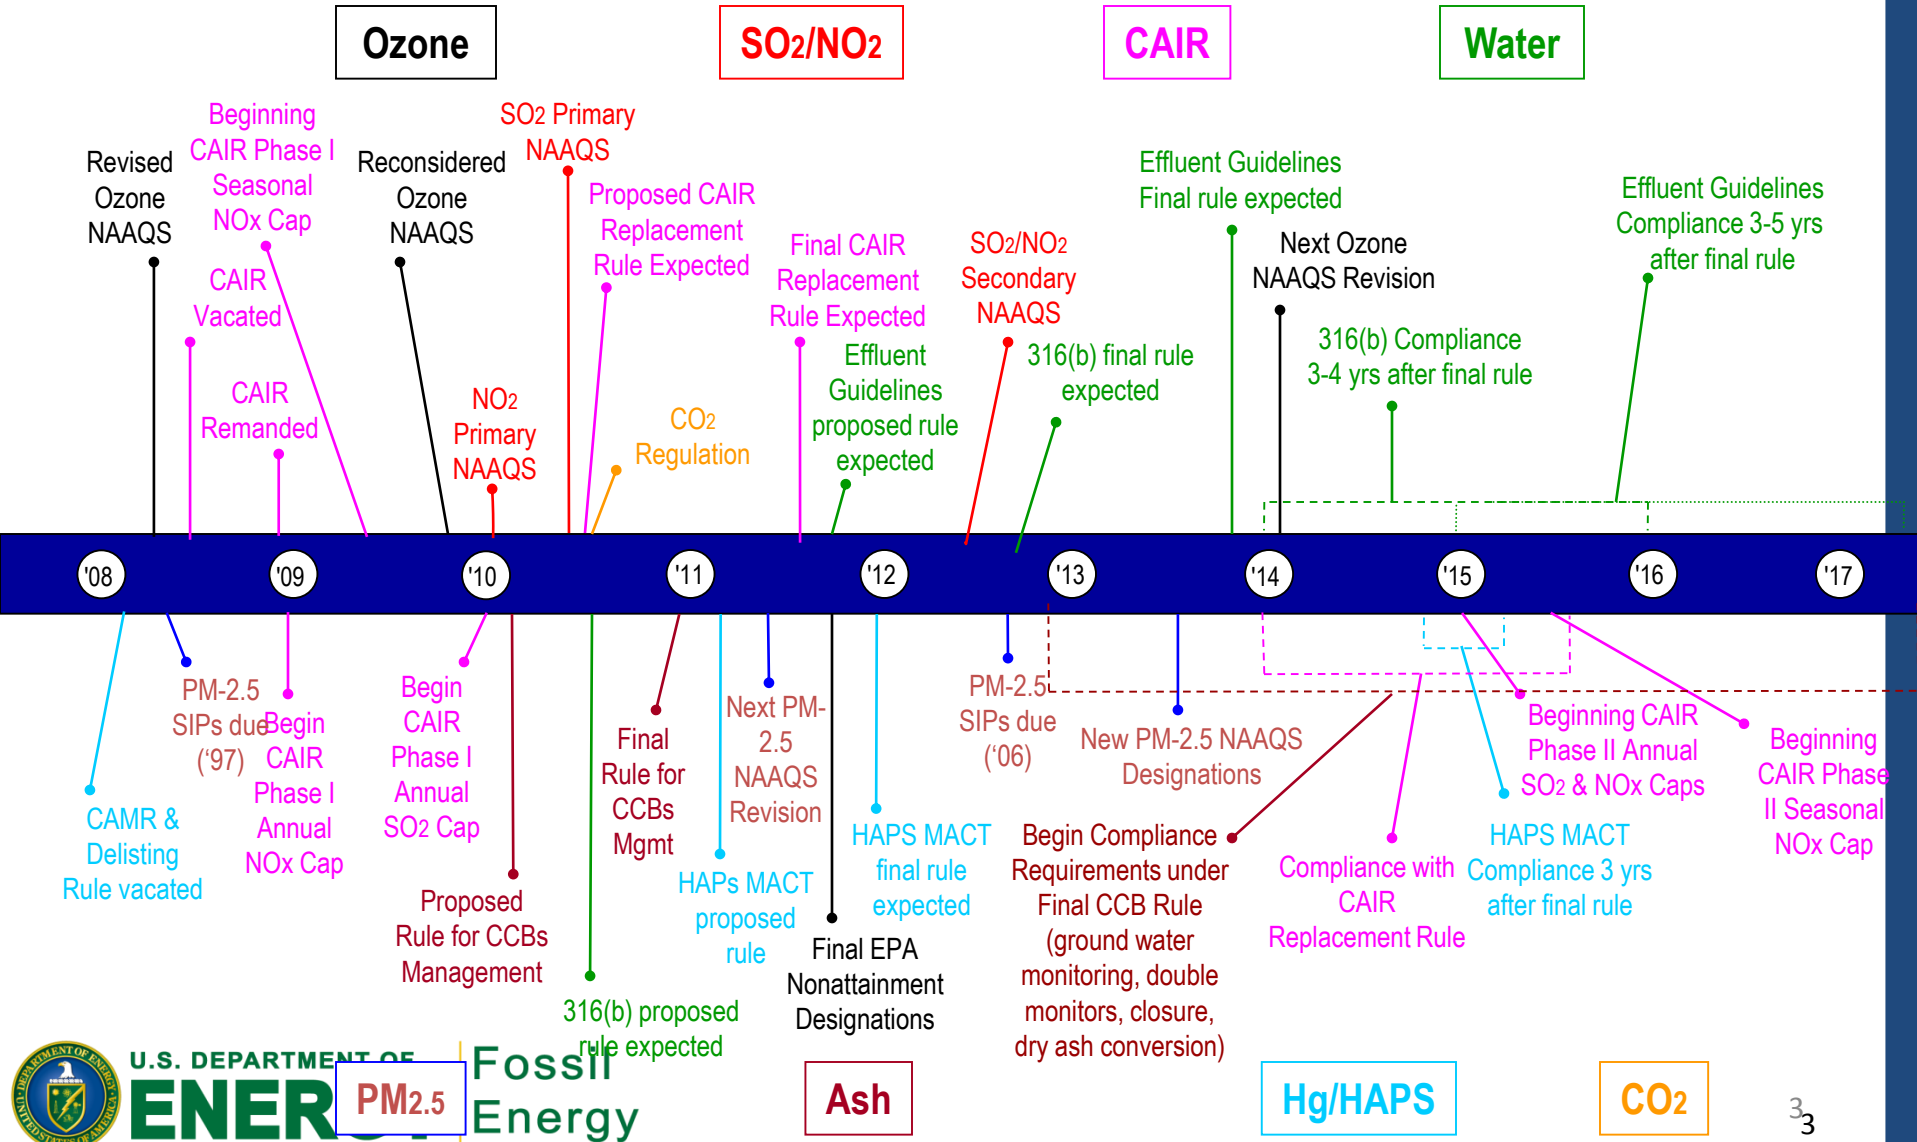 Ozone
SO2/NO2
CAIR
Water
Revised
Ozone
NAAQS
Beginning
CAIR Phase I
Seasonal
NOx Cap
CAIR
Vacated
CAIR
Remanded
Reconsidered
Ozone
NAAQS
NO2
Primary
NAAQS
SO2 Primary
NAAQS
Proposed CAIR
Replacement
Rule Expected
CO2
Regulation
Final CAIR
Replacement
Rule Expected
Effluent
Guidelines
proposed rule
expected
SO2/NO2
Secondary
NAAQS
316(b) final rule
expected
Effluent Guidelines
Final rule expected
Next Ozone
NAAQS Revision
316(b) Compliance
3-4 yrs after final rule
Effluent Guidelines
Compliance 3-5 yrs
after final rule
'08
'09
'10
'11
'12
'13
'14
'15
'16
'17
CAMR &
Delisting
Rule vacated
PM-2.5
SIPs due
(‘97)
Begin
CAIR
Phase I
Annual
NOx Cap
Begin
CAIR
Phase I
Annual
SO2 Cap
Proposed
Rule for CCBs
Management
316(b) proposed
rule expected
Final
Rule for
CCBs
Mgmt
HAPs MACT
proposed
rule
Next PM-
2.5
NAAQS
Revision
Final EPA
Nonattainment
Designations
HAPS MACT
final rule
expected
PM-2.5
SIPs due
(‘06)
New PM-2.5 NAAQS
Designations
Begin Compliance
Requirements under
Final CCB Rule
(ground water
monitoring, double
monitors, closure,
dry ash conversion)
Compliance with
CAIR
Replacement Rule
Beginning CAIR
Phase II Annual
SO2 & NOx Caps
HAPS MACT
Compliance 3 yrs
after final rule
Beginning
CAIR Phase
II Seasonal
NOx Cap
U.S. DEPARTMENT OF
ENERGY
Fossil
Energy
PM2.5
Ash
Hg/HAPS
CO2
3
3